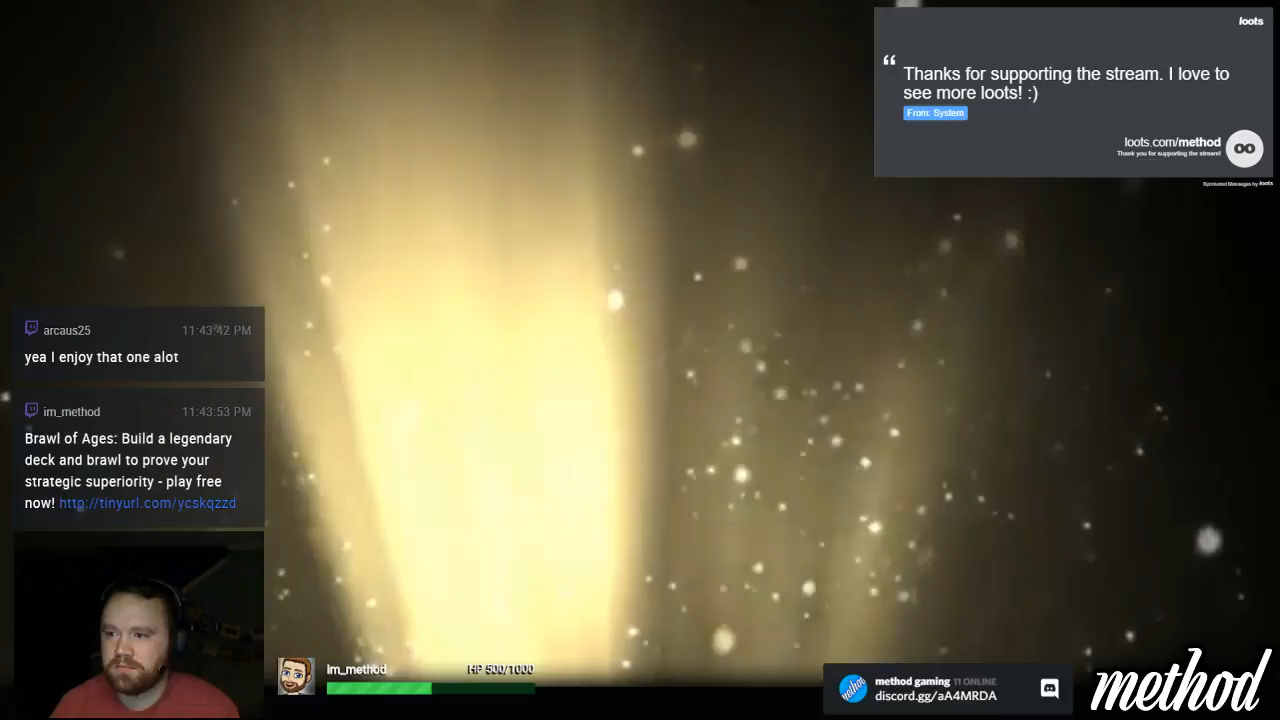 loots
“
Thanks for supporting the stream. I love to
see more loots! :)
From: System
loots.com/method
Thank you for supporting the stream!
Sponsored Messages by loots
arcaus25 11:43:42 PM
yea I enjoy that one alot
im_method 11:43:53 PM
Brawl of Ages: Build a legendary
deck and brawl to prove your
strategic superiority - play free
now! http://tinyurl.com/ycskqzzd
Im_method HP 500/1000
method
method gaming 11 ONLINE
discord.gg/aA4MRDA
method